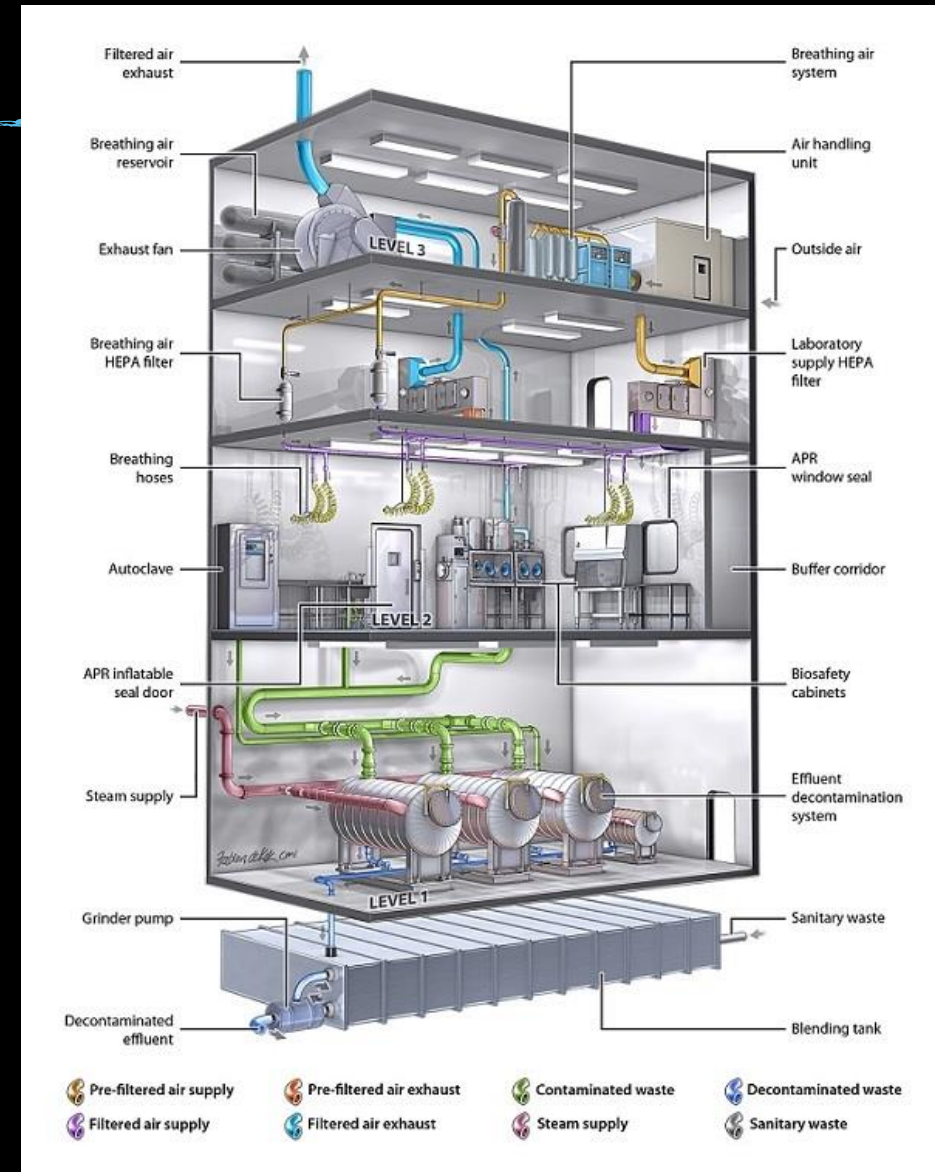 Filtered air
exhaust
Breathing air
system
Breathing air
reservoir
Air handling
unit
Exhaust fan
LEVEL 3
Outside air
Breathing air
HEPA filter
Laboratory
supply HEPA
filter
Breathing
hoses
APR
window seal
Autoclave
Buffer corridor
LEVEL 2
APR inflatable
seal door
Biosafety
cabinets
Steam supply
Effluent
decontamination
system
LEVEL 1
Grinder pump
Sanitary waste
Decontaminated
effluent
Blending tank
Pre-filtered air supply
Pre-filtered air exhaust
Contaminated waste
Decontaminated waste
Filtered air supply
Filtered air exhaust
Steam supply
Sanitary waste